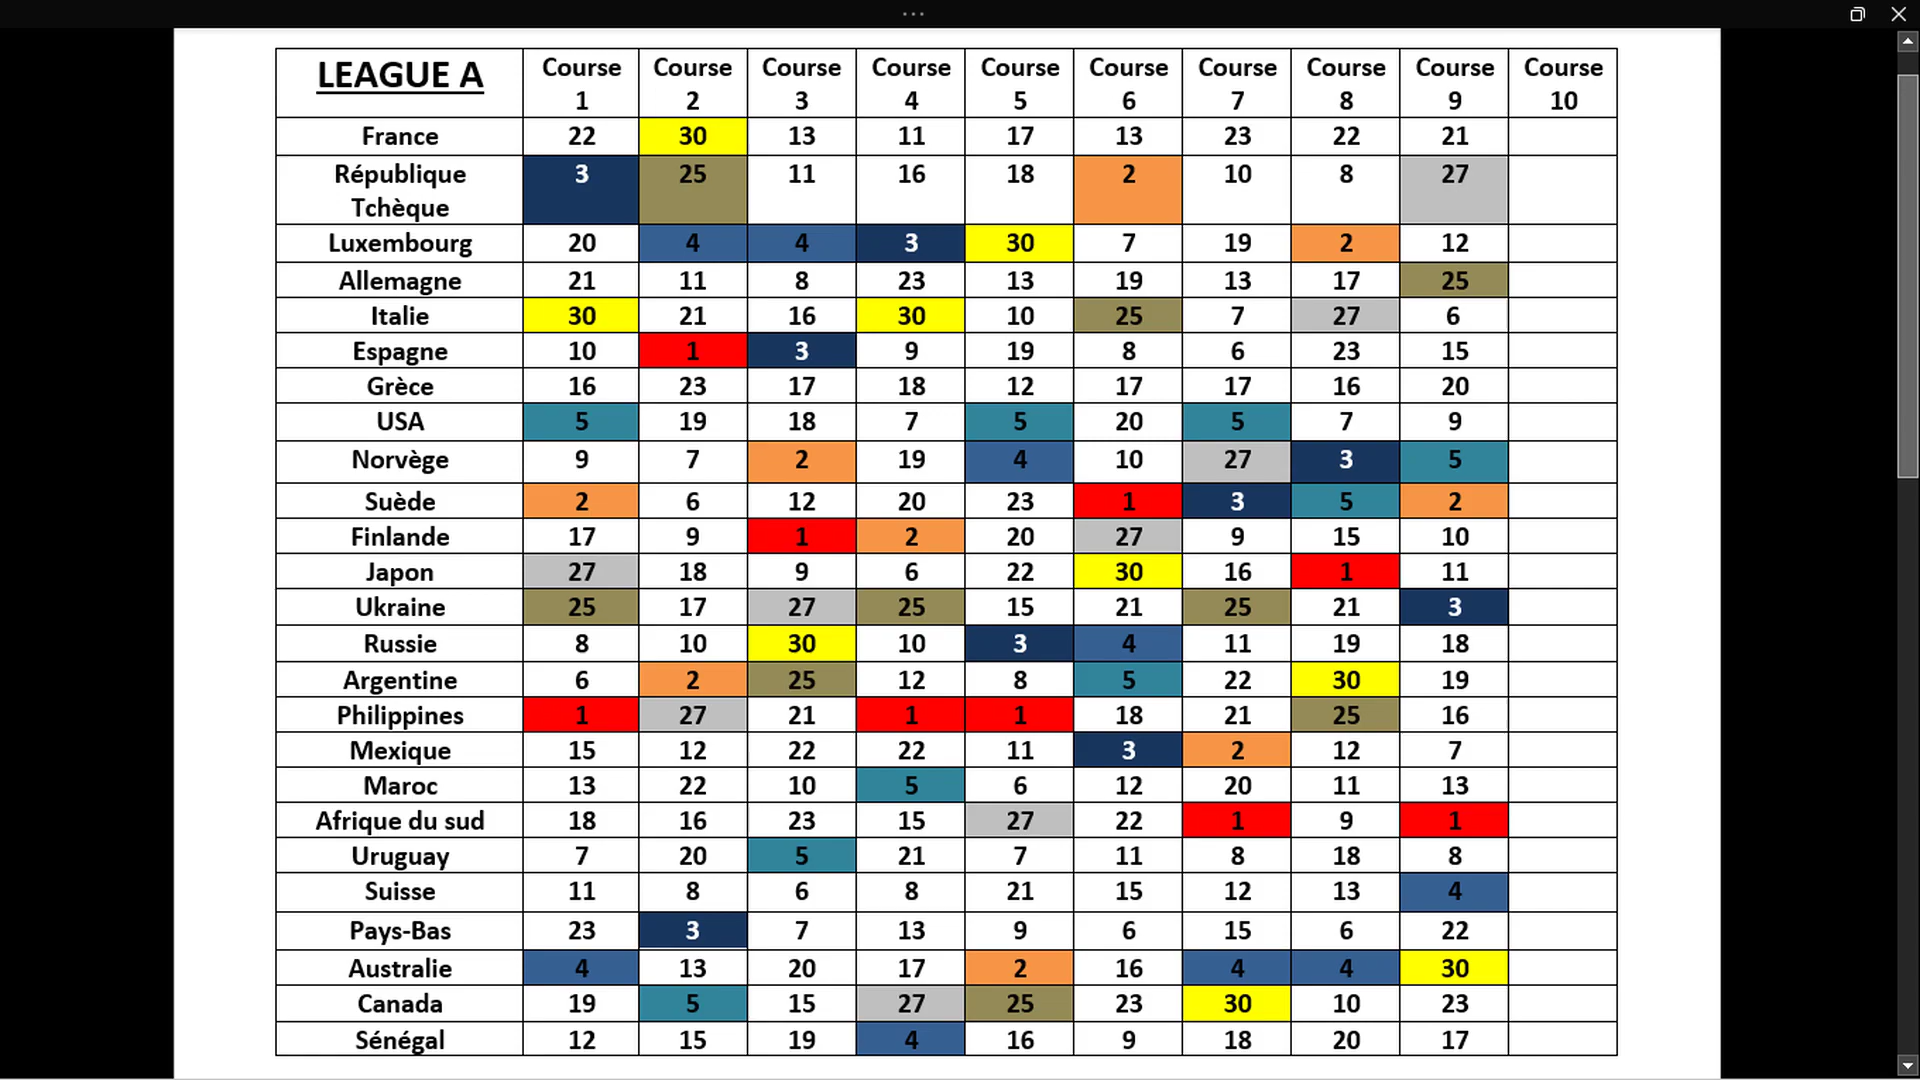 LEAGUE A Course 1 Course 2 Course 3 Course 4 Course 5 Course 6 Course 7 Course 8 Course 9 Course 10
France 22 30 13 11 17 13 23 22 21
République Tchèque 3 25 11 16 18 2 10 8 27
Luxembourg 20 4 4 3 30 7 19 2 12
Allemagne 21 11 8 23 13 19 13 17 25
Italie 30 21 16 30 10 25 7 27 6
Espagne 10 1 3 9 19 8 6 23 15
Grèce 16 23 17 18 12 17 17 16 20
USA 5 19 18 7 5 20 5 7 9
Norvège 9 7 2 19 4 10 27 3 5
Suède 2 6 12 20 23 1 3 5 2
Finlande 17 9 1 2 20 27 9 15 10
Japon 27 18 9 6 22 30 16 1 11
Ukraine 25 17 27 25 15 21 25 21 3
Russie 8 10 30 10 3 4 11 19 18
Argentine 6 2 25 12 8 5 22 30 19
Philippines 1 27 21 1 1 18 21 25 16
Mexique 15 12 22 22 11 3 2 12 7
Maroc 13 22 10 5 6 12 20 11 13
Afrique du sud 18 16 23 15 27 22 1 9 1
Uruguay 7 20 5 21 7 11 8 18 8
Suisse 11 8 6 8 21 15 12 13 4
Pays-Bas 23 3 7 13 9 6 15 6 22
Australie 4 13 20 17 2 16 4 4 30
Canada 19 5 15 27 25 23 30 10 23
Sénégal 12 15 19 4 16 9 18 20 17